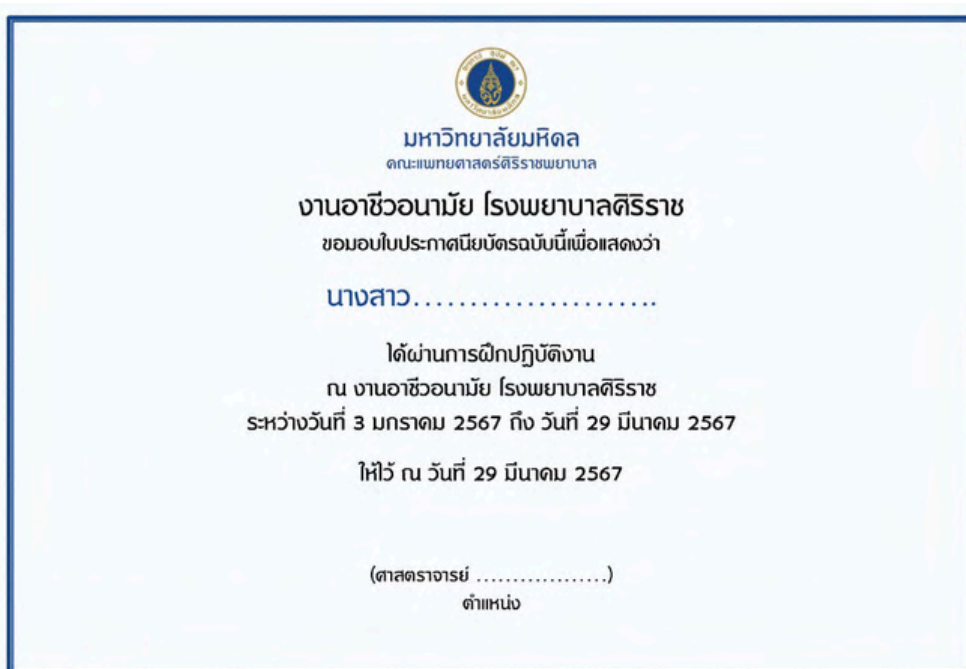 มหาวิทยาลัยมหิดล
คณะแพทยศาสตร์ศิริราชพยาบาล
งานอาชีวอนามัย โรงพยาบาลศิริราช
ขอมอบใบประกาศนียบัตรฉบับนี้เพื่อแสดงว่า
นางสาว.......................
ได้ผ่านการฝึกปฏิบัติงาน
ณ งานอาชีวอนามัย โรงพยาบาลศิริราช
ระหว่างวันที่ 3 มกราคม 2567 ถึง วันที่ 29 มีนาคม 2567
ให้ไว้ ณ วันที่ 29 มีนาคม 2567
(ศาสตราจารย์ ..................)
ตำแหน่ง